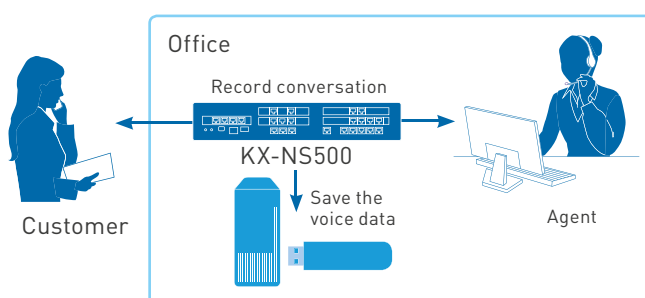 Office
Record conversation
KX-NS500
Save the
voice data
Customer
Agent